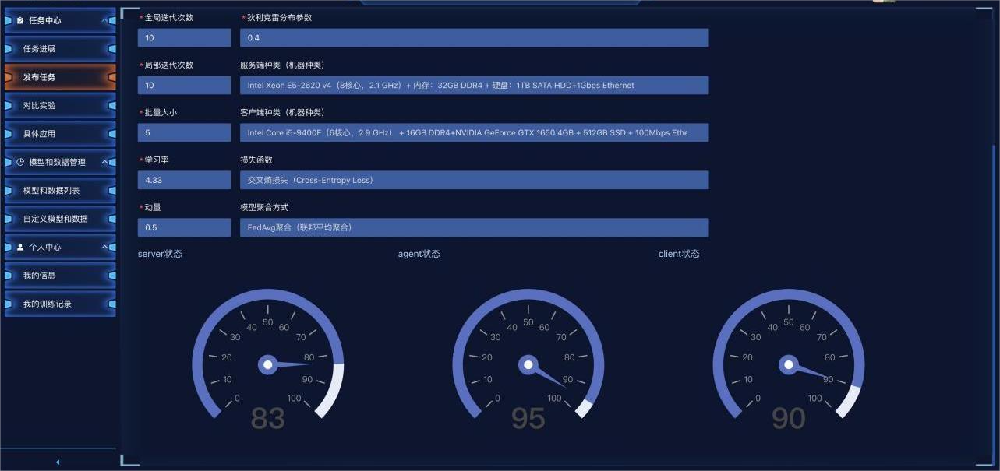 任务中心
任务进展
发布任务
对比实验
具体应用
模型和数据管理
模型和数据列表
自定义模型和数据
个人中心
我的信息
我的训练记录
* 全局迭代次数
* 狄利克雷分布参数
10
0.4
* 局部迭代次数
服务端种类（机器种类）
10
Intel Xeon E5-2620 v4（8核心，2.1 GHz）+ 内存：32GB DDR4 + 硬盘：1TB SATA HDD+1Gbps Ethernet
* 批量大小
客户端种类（机器种类）
5
Intel Core i5-9400F（6核心，2.9 GHz） + 16GB DDR4+NVIDIA GeForce GTX 1650 4GB + 512GB SSD + 100Mbps Ethe
* 学习率
损失函数
4.33
交叉熵损失（Cross-Entropy Loss）
* 动量
模型聚合方式
0.5
FedAvg聚合（联邦平均聚合）
server状态
0
10
20
30
40
50
60
70
80
90
100
83
agent状态
0
10
20
30
40
50
60
70
80
90
100
95
client状态
0
10
20
30
40
50
60
70
80
90
100
90